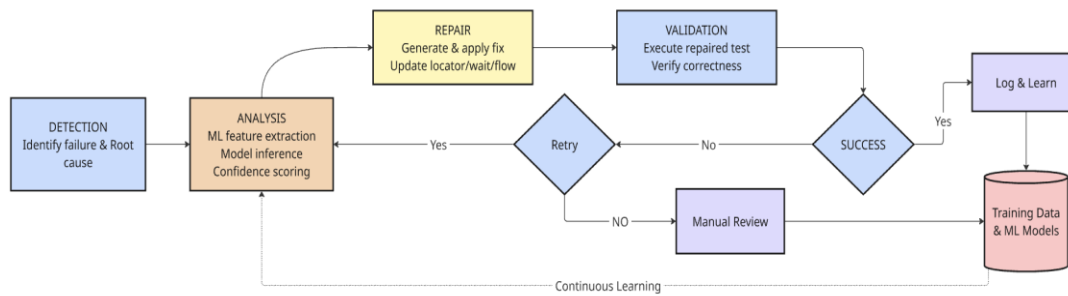 REPAIR
Generate & apply fix
Update locator/wait/flow
VALIDATION
Execute repaired test
Verify correctness
Log & Learn
DETECTION
Identify failure & Root
cause
ANALYSIS
ML feature extraction
Model inference
Confidence scoring
Yes
Retry
No
SUCCESS
Yes
NO
Manual Review
Training Data
& ML Models
Continuous Learning